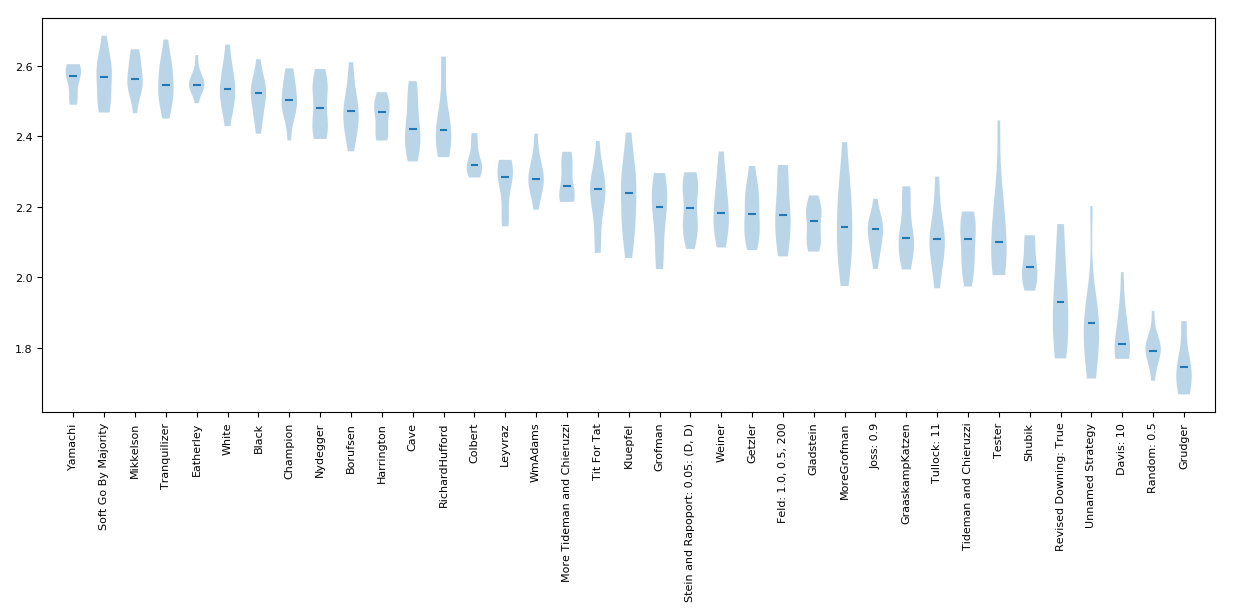 2.6
2.4
2.2
2.0
1.8
Yamachi
Soft Go By Majority
Mikkelson
Tranquilizer
Eatherley
White
Black
Champion
Nydegger
Borufsen
Harrington
Cave
RichardHufford
Colbert
Leyvraz
WmAdams
More Tideman and Chieruzzi
Tit For Tat
Kluepfel
Grofman
Stein and Rapoport: 0.05: (D, D)
Weiner
Getzler
Feld: 1.0, 0.5, 200
Gladstein
MoreGrofman
Joss: 0.9
GraaskampKatzen
Tullock: 11
Tideman and Chieruzzi
Tester
Shubik
Revised Downing: True
Unnamed Strategy
Davis: 10
Random: 0.5
Grudger